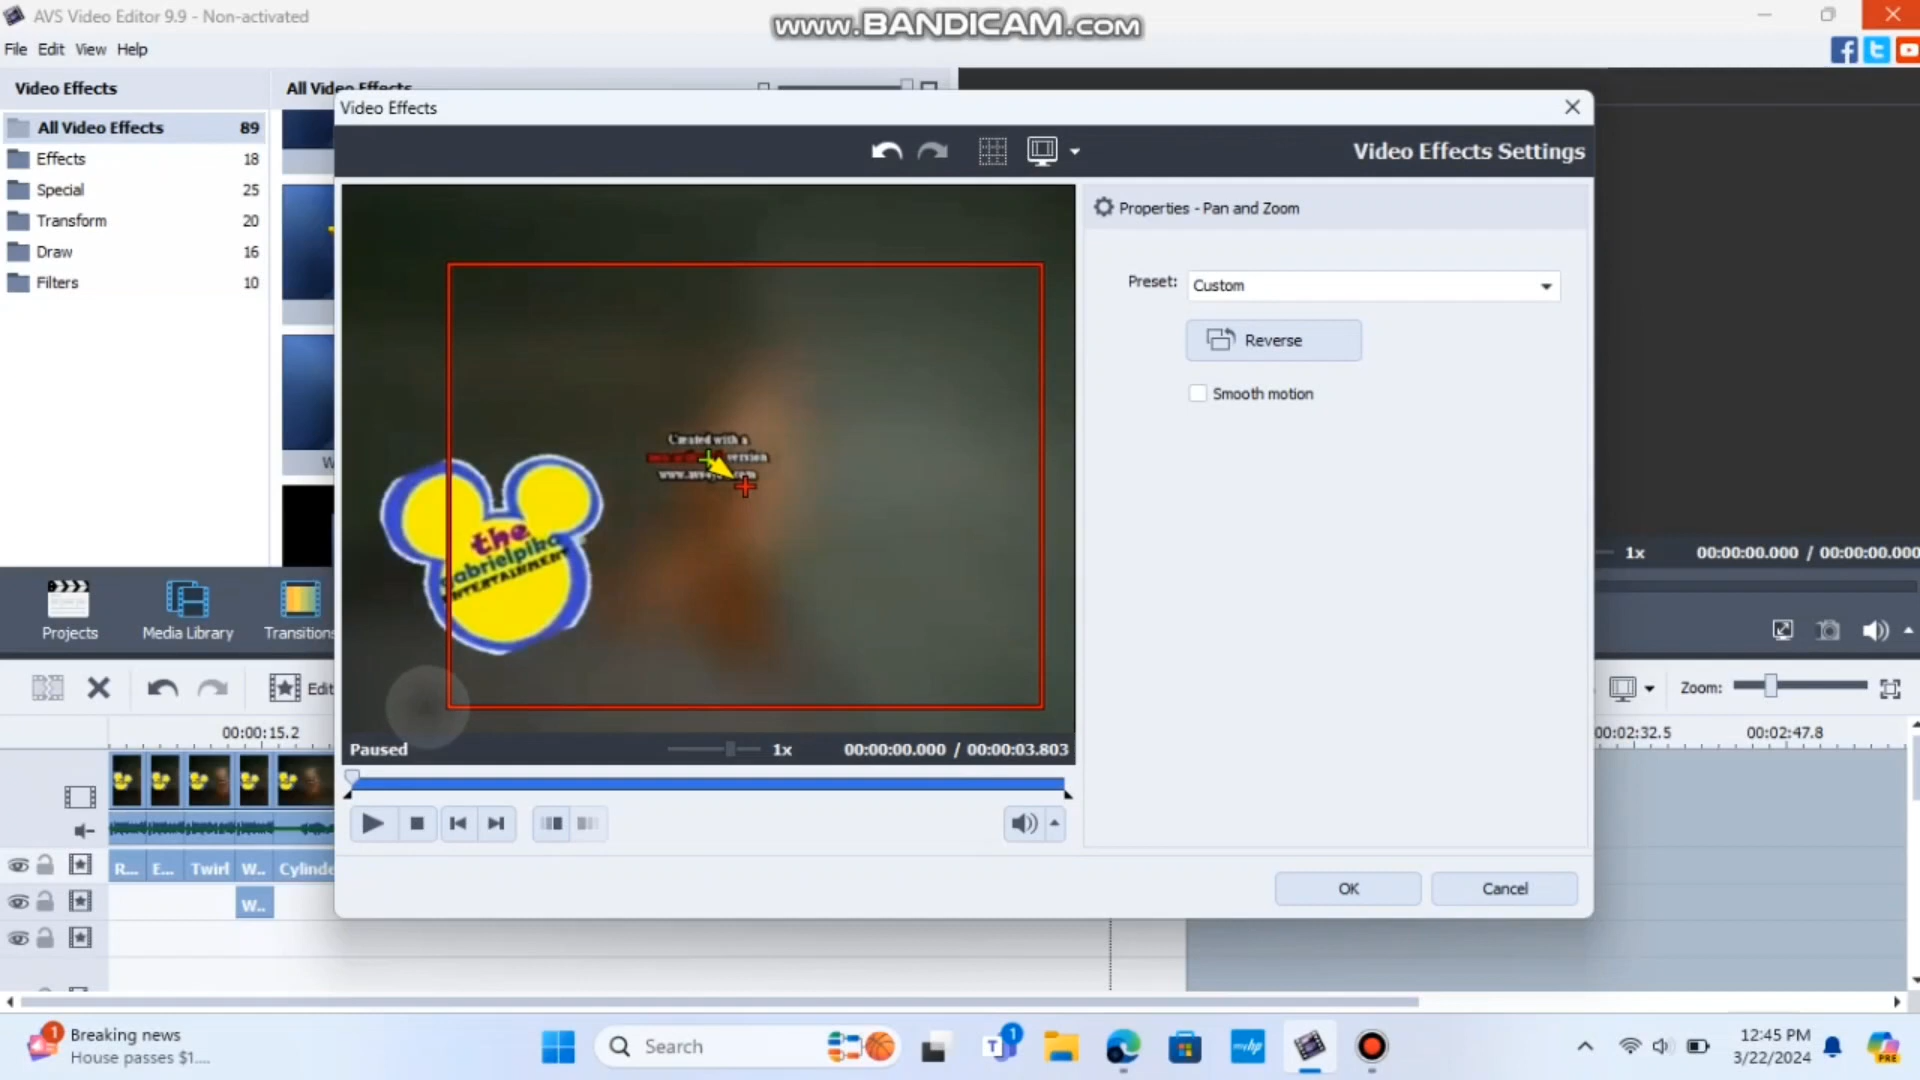 AVS Video Editor 9.9 - Non-activated
www.BANDICAM.com
File Edit View Help
Video Effects
All Video Effects
All Video Effects 89
Effects 18
Special 25
Transform 20
Draw 16
Filters 10
Video Effects
Video Effects Settings
Properties - Pan and Zoom
Preset: Custom
Reverse
Smooth motion
Created with a
version
the
gabrielpika
ENTERTAINMENT
W
Paused 1x 00:00:00.000 / 00:00:03.803
OK Cancel
1x 00:00:00.000 / 00:00:00.000
Projects Media Library Transitions
Edit
Zoom:
00:00:15.2
00:02:32.5 00:02:47.8
R... E... Twirl W.. Cylinde
W..
1 Breaking news
House passes $1....
Search
T 1
myhp
12:45 PM
3/22/2024
PRE